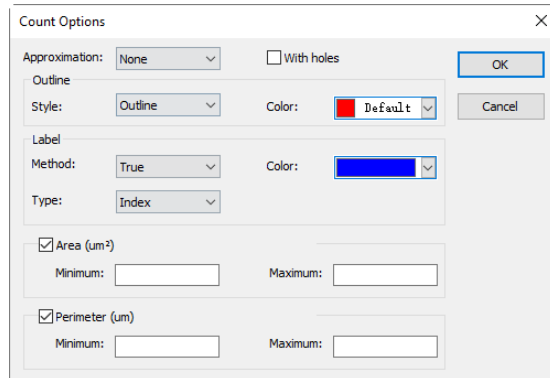 Count Options
Approximation: None With holes OK
Outline
Style: Outline Color: Default Cancel
Label
Method: True Color:
Type: Index
Area (um²)
Minimum: Maximum:
Perimeter (um)
Minimum: Maximum: